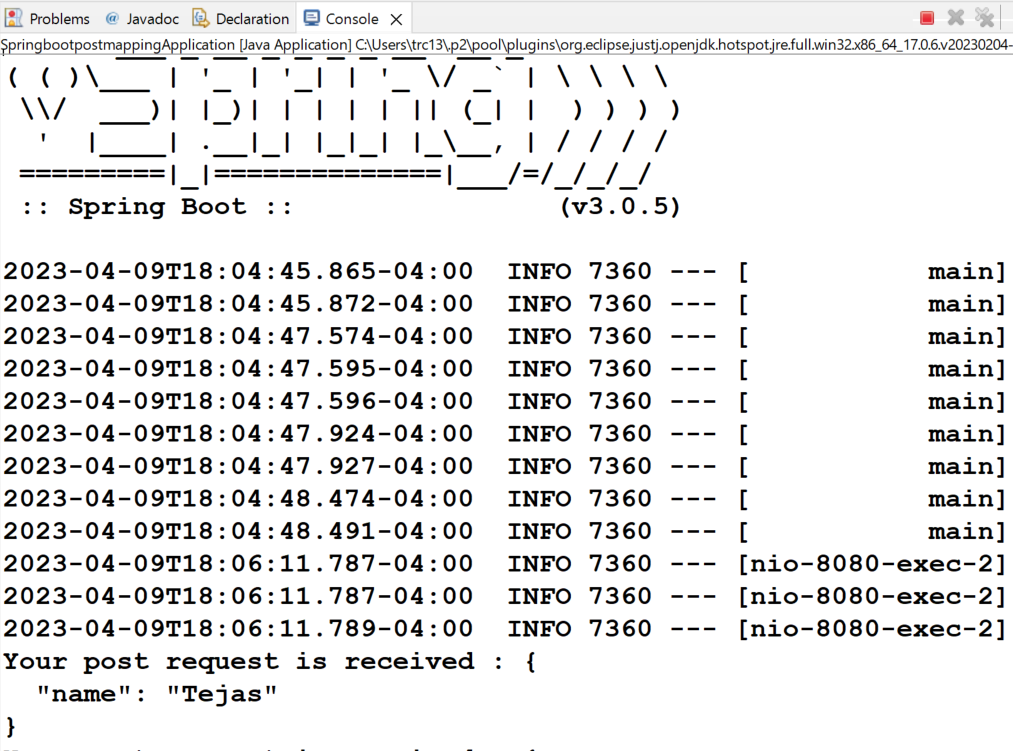 Problems @ Javadoc Declaration Console
SpringbootpostmappingApplication [Java Application] C:\Users\trc13\.p2\pool\plugins\org.eclipse.justj.openjdk.hotspot.jre.full.win32.x86_64_17.0.6.v20230204-
( ( )\___ | '_ | '_| | '_ \/ _` | \ \ \ \
 \\/  ___)| |_)| | | | | || (_| |  ) ) ) )
  '  |____| .__|_| |_|_| |_\__, | / / / /
 =========|_|==============|___/=/_/_/_/
 :: Spring Boot ::                (v3.0.5)
2023-04-09T18:04:45.865-04:00  INFO 7360 --- [           main]
2023-04-09T18:04:45.872-04:00  INFO 7360 --- [           main]
2023-04-09T18:04:47.574-04:00  INFO 7360 --- [           main]
2023-04-09T18:04:47.595-04:00  INFO 7360 --- [           main]
2023-04-09T18:04:47.596-04:00  INFO 7360 --- [           main]
2023-04-09T18:04:47.924-04:00  INFO 7360 --- [           main]
2023-04-09T18:04:47.927-04:00  INFO 7360 --- [           main]
2023-04-09T18:04:48.474-04:00  INFO 7360 --- [           main]
2023-04-09T18:04:48.491-04:00  INFO 7360 --- [           main]
2023-04-09T18:06:11.787-04:00  INFO 7360 --- [nio-8080-exec-2]
2023-04-09T18:06:11.787-04:00  INFO 7360 --- [nio-8080-exec-2]
2023-04-09T18:06:11.789-04:00  INFO 7360 --- [nio-8080-exec-2]
Your post request is received : {
  "name": "Tejas"
}